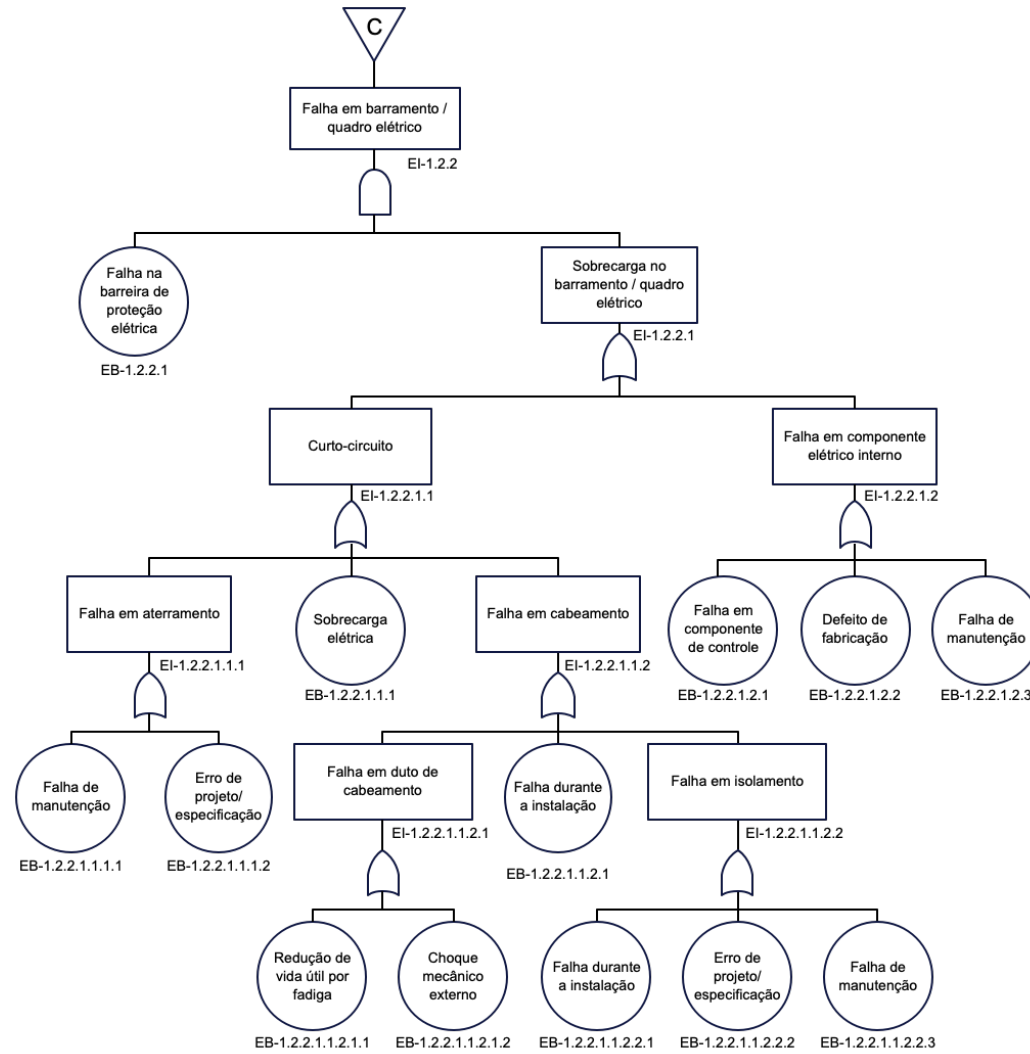 C
Falha em barramento /
quadro elétrico
EI-1.2.2
Falha na
barreira de
proteção
elétrica
EB-1.2.2.1
Sobrecarga no
barramento / quadro
elétrico
EI-1.2.2.1
Curto-circuito
EI-1.2.2.1.1
Falha em componente
elétrico interno
EI-1.2.2.1.2
Falha em aterramento
EI-1.2.2.1.1.1
Sobrecarga
elétrica
EB-1.2.2.1.1.1
Falha em cabeamento
EI-1.2.2.1.1.2
Falha em
componente
de controle
EB-1.2.2.1.2.1
Defeito de
fabricação
EB-1.2.2.1.2.2
Falha de
manutenção
EB-1.2.2.1.2.3
Falha de
manutenção
EB-1.2.2.1.1.1.1
Erro de
projeto/
especificação
EB-1.2.2.1.1.1.2
Falha em duto de
cabeamento
EI-1.2.2.1.1.2.1
Falha durante
a instalação
EB-1.2.2.1.1.2.1
Falha em isolamento
EI-1.2.2.1.1.2.2
Redução de
vida útil por
fadiga
EB-1.2.2.1.1.2.1.1
Choque
mecânico
externo
EB-1.2.2.1.1.2.1.2
Falha durante
a instalação
EB-1.2.2.1.1.2.2.1
Erro de
projeto/
especificação
EB-1.2.2.1.1.2.2.2
Falha de
manutenção
EB-1.2.2.1.1.2.2.3